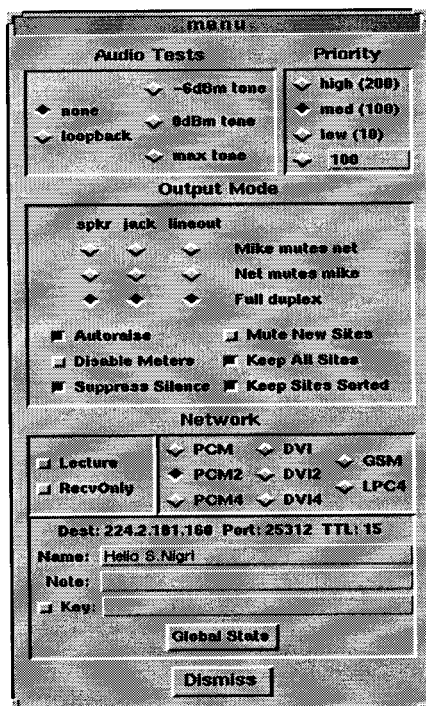 menu
Audio Tests
none
loopback
-6dBm tone
0dBm tone
max tone
Priority
high (200)
med (100)
low (10)
100
Output Mode
spkr jack lineout
Mike mutes net
Net mutes mike
Full duplex
Autoraise
Mute New Sites
Disable Meters
Keep All Sites
Suppress Silence
Keep Sites Sorted
Network
Lecture
RecvOnly
PCM
PCM2
PCM4
DVI
DVI2
DVI4
GSM
LPC4
Dest: 224.2.181.160 Port: 25312 TTL: 15
Name: Helio S.Nigri
Note:
Key:
Global Stats
Dismiss